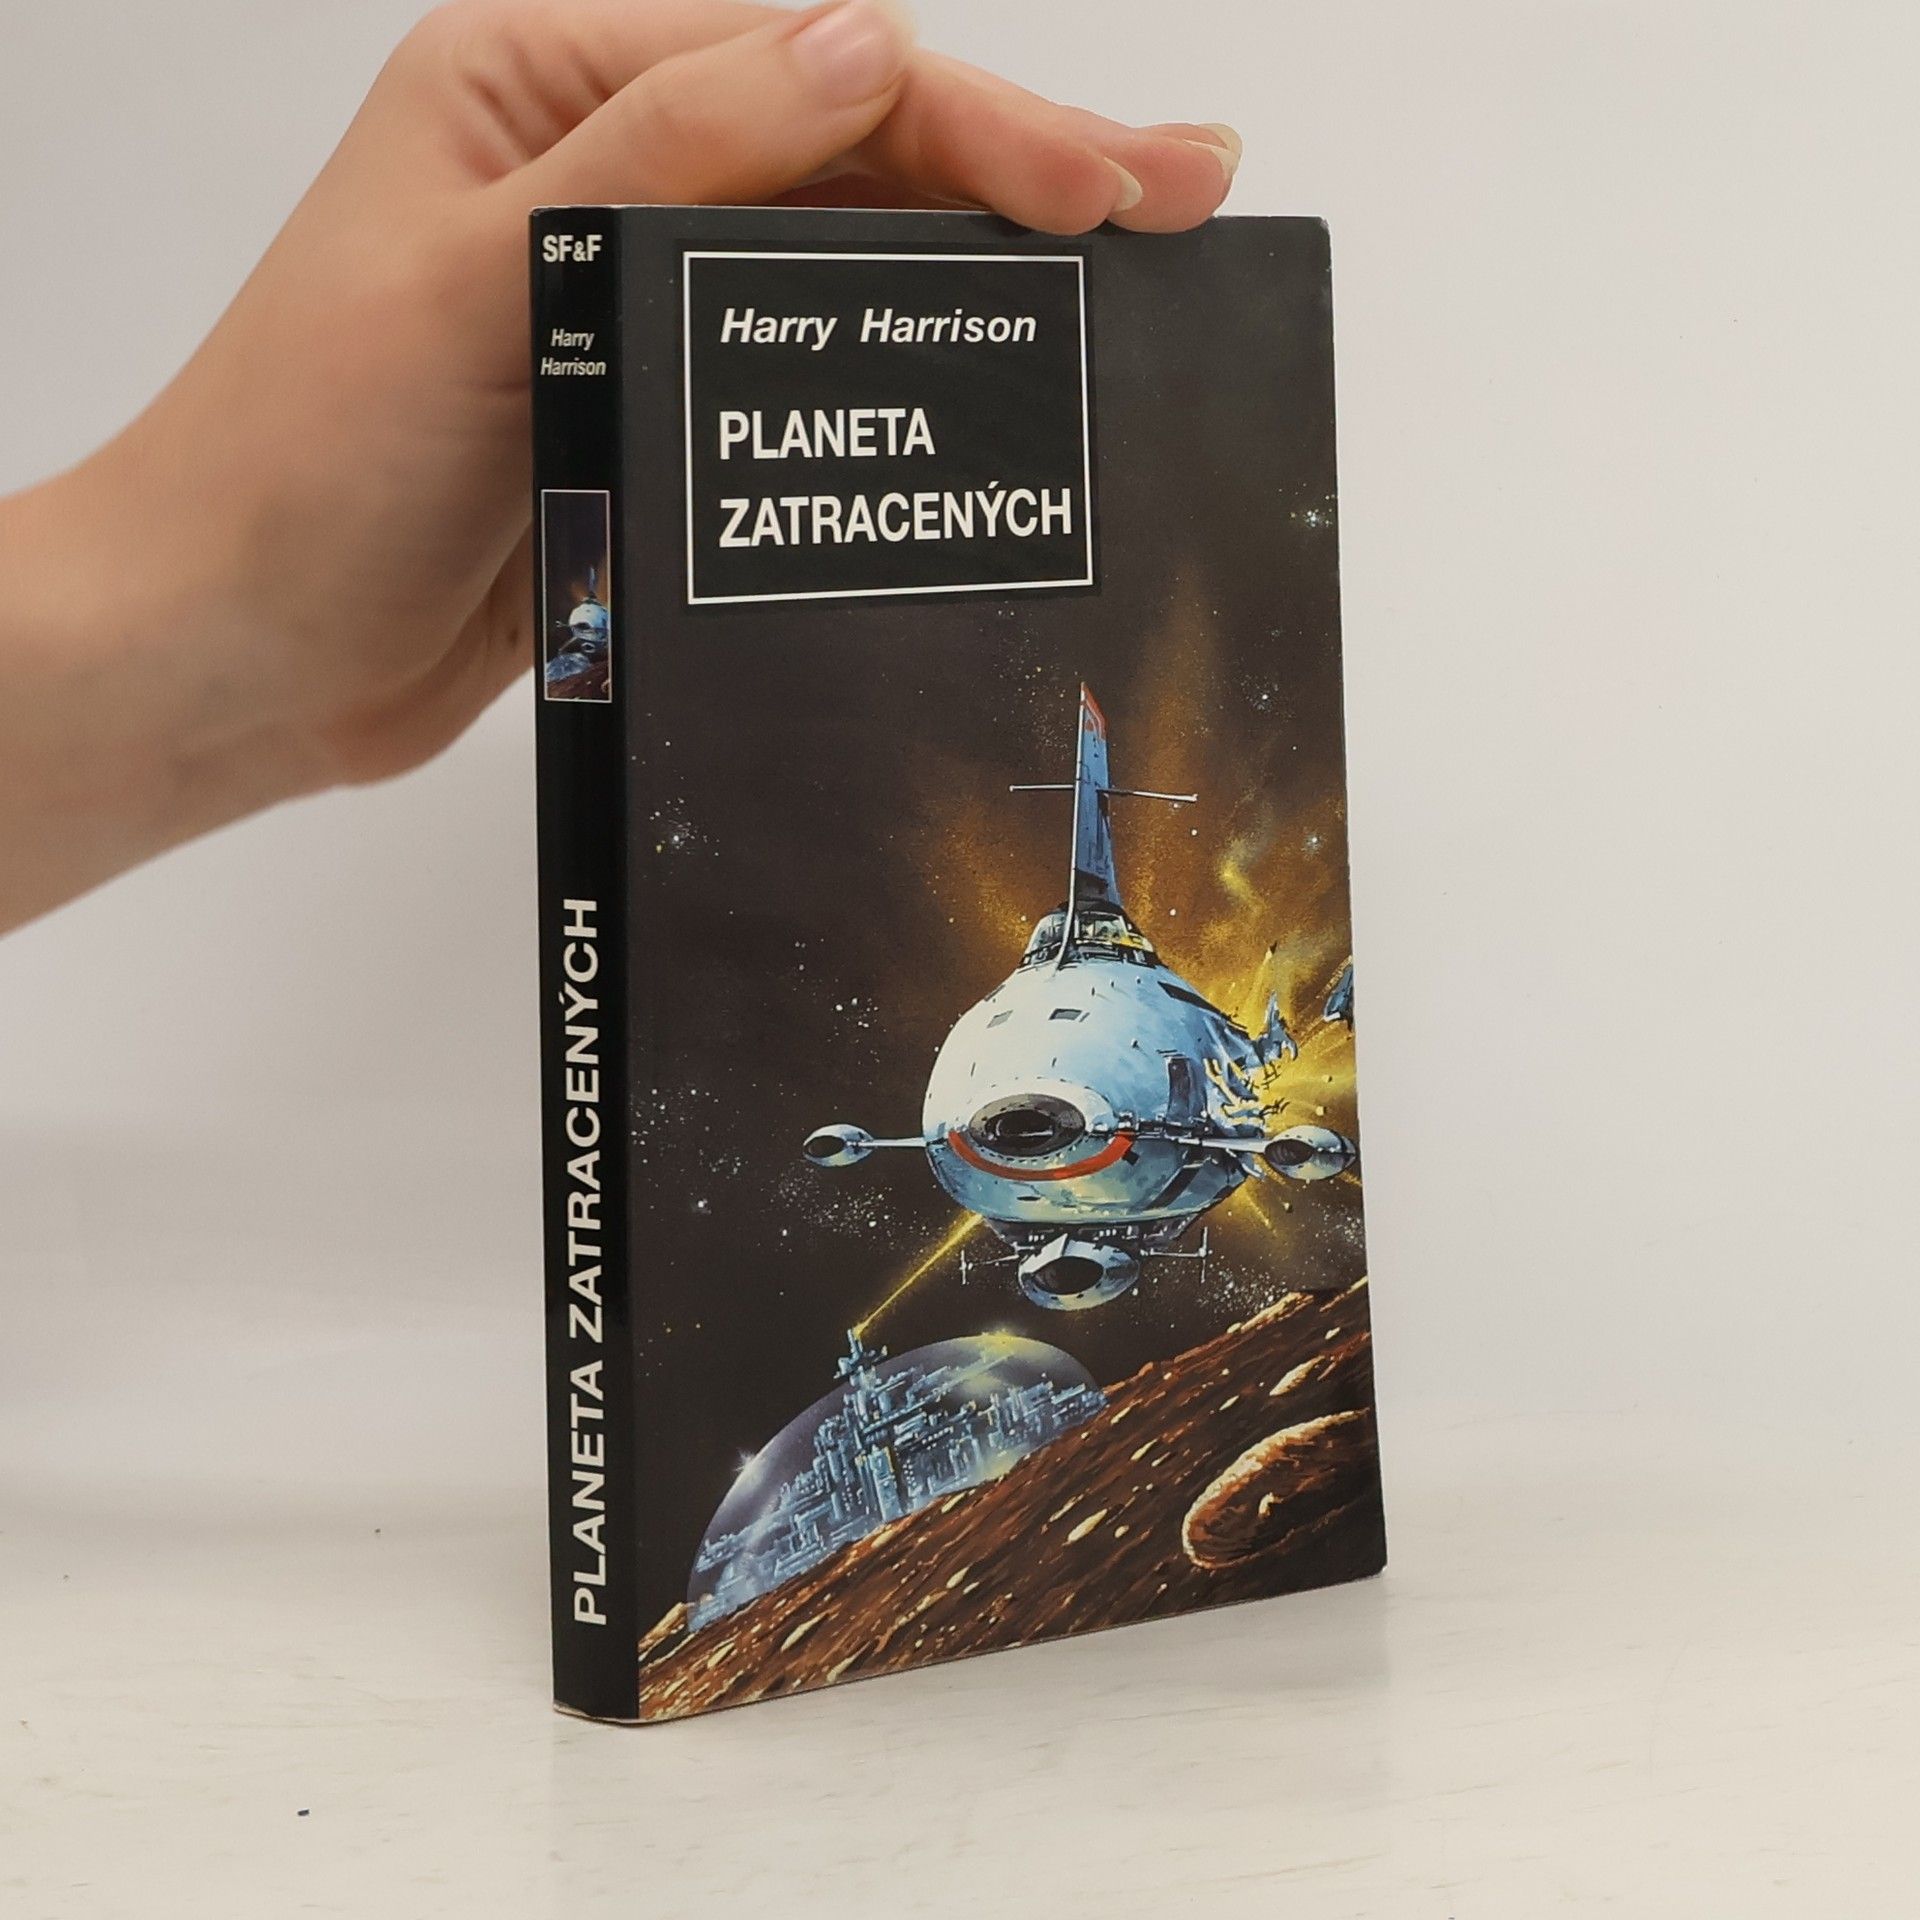 SF&F
Harry
Harrison
PLANETA ZATRACENÝCH
Harry Harrison
PLANETA
ZATRACENÝCH